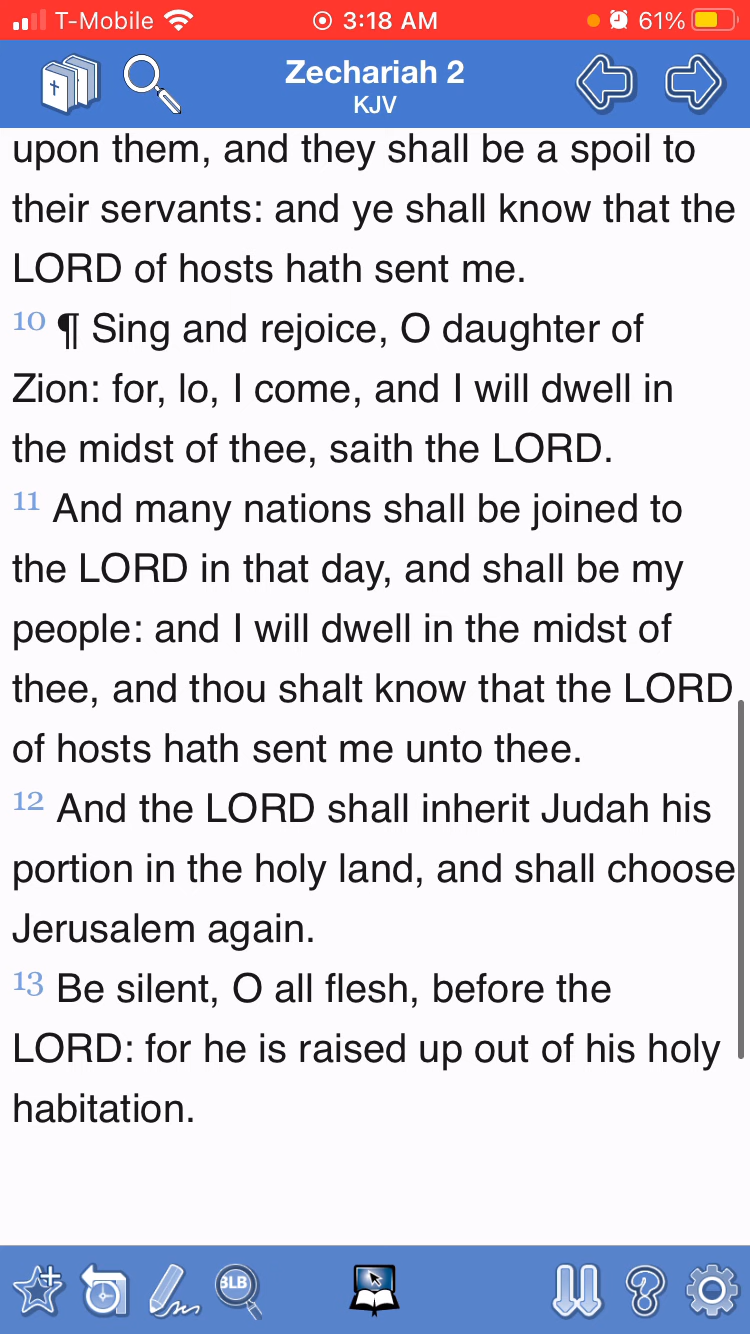 T-Mobile 3:18 AM 61%
Zechariah 2
KJV
upon them, and they shall be a spoil to
their servants: and ye shall know that the
LORD of hosts hath sent me.
10 ¶ Sing and rejoice, O daughter of
Zion: for, lo, I come, and I will dwell in
the midst of thee, saith the LORD.
11 And many nations shall be joined to
the LORD in that day, and shall be my
people: and I will dwell in the midst of
thee, and thou shalt know that the LORD
of hosts hath sent me unto thee.
12 And the LORD shall inherit Judah his
portion in the holy land, and shall choose
Jerusalem again.
13 Be silent, O all flesh, before the
LORD: for he is raised up out of his holy
habitation.
BLB